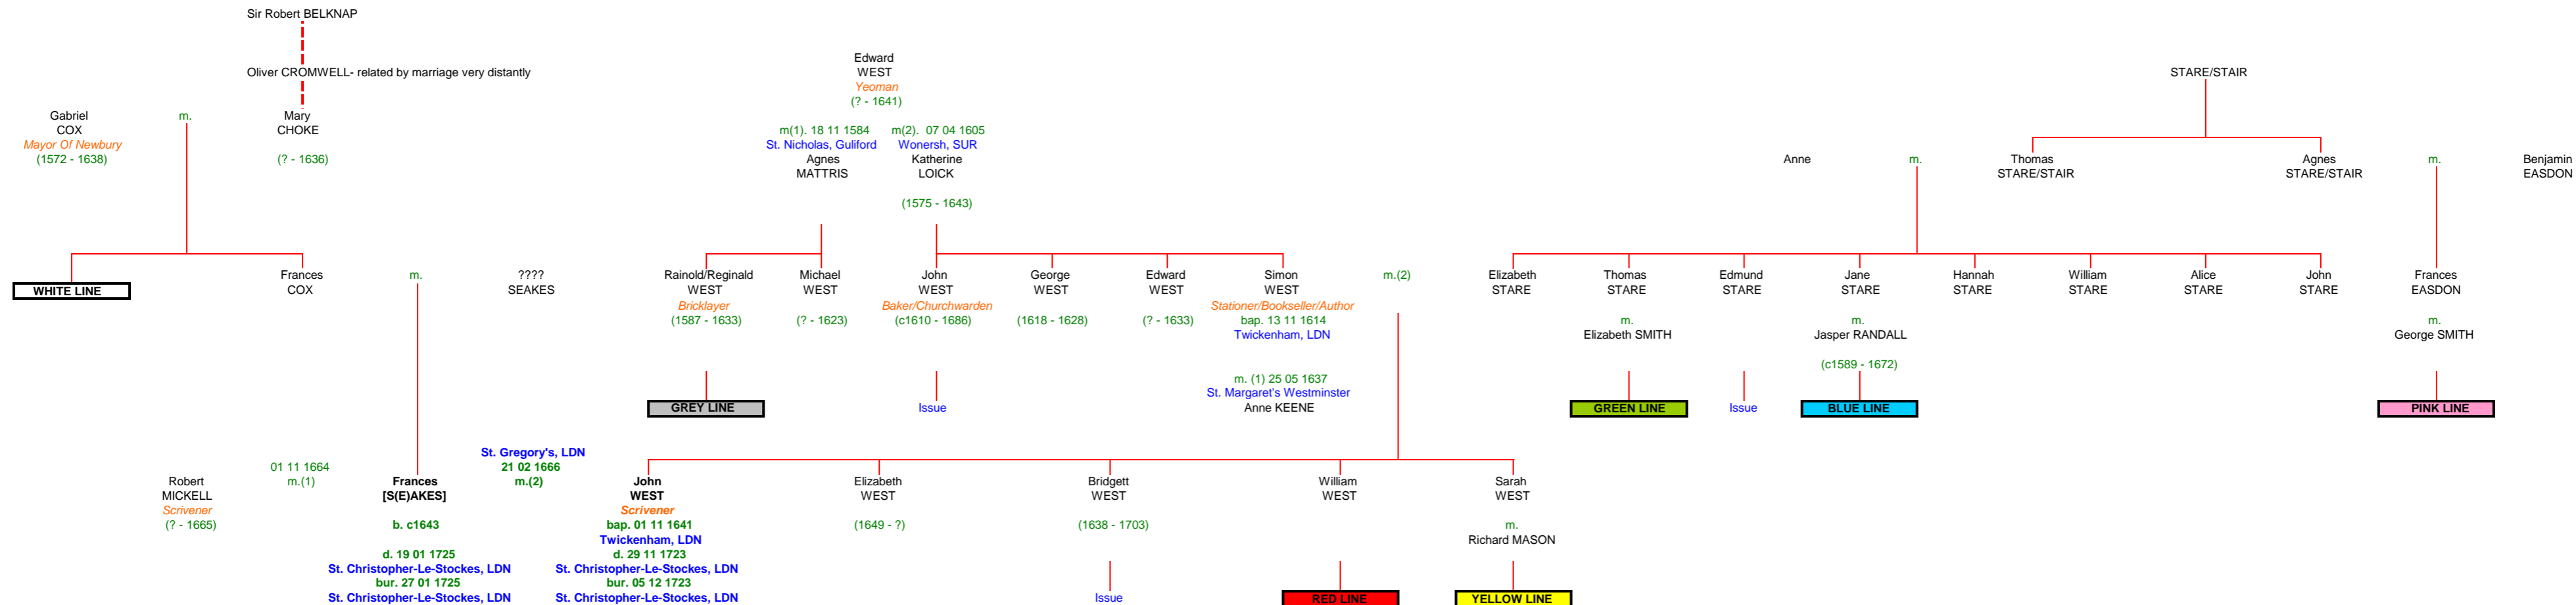 Sir Robert BELKNAP
Oliver CROMWELL- related by marriage very distantly
Edward
WEST
Yeoman
(? - 1641)
STARE/STAIR
Gabriel
COX
Mayor Of Newbury
(1572 - 1638)
m.
Mary
CHOKE
(? - 1636)
m(1). 18 11 1584
St. Nicholas, Guliford
Agnes
MATTRIS
m(2). 07 04 1605
Wonersh, SUR
Katherine
LOICK
(1575 - 1643)
Anne
m.
Thomas
STARE/STAIR
Agnes
STARE/STAIR
m.
Benjamin
EASDON
WHITE LINE
Frances
COX
m.
????
SEAKES
Rainold/Reginald
WEST
Bricklayer
(1587 - 1633)
GREY LINE
Michael
WEST
(? - 1623)
John
WEST
Baker/Churchwarden
(c1610 - 1686)
Issue
George
WEST
(1618 - 1628)
Edward
WEST
(? - 1633)
Simon
WEST
Stationer/Bookseller/Author
bap. 13 11 1614
Twickenham, LDN
m. (1) 25 05 1637
St. Margaret's Westminster
Anne KEENE
m.(2)
Elizabeth
STARE
Thomas
STARE
m.
Elizabeth SMITH
GREEN LINE
Edmund
STARE
Issue
Jane
STARE
m.
Jasper RANDALL
(c1589 - 1672)
BLUE LINE
Hannah
STARE
William
STARE
Alice
STARE
John
STARE
Frances
EASDON
m.
George SMITH
PINK LINE
Robert
MICKELL
Scrivener
(? - 1665)
01 11 1664
m.(1)
Frances
[S(E)AKES]
b. c1643
d. 19 01 1725
St. Christopher-Le-Stockes, LDN
bur. 27 01 1725
St. Christopher-Le-Stockes, LDN
St. Gregory's, LDN
21 02 1666
m.(2)
John
WEST
Scrivener
bap. 01 11 1641
Twickenham, LDN
d. 29 11 1723
St. Christopher-Le-Stockes, LDN
bur. 05 12 1723
St. Christopher-Le-Stockes, LDN
Elizabeth
WEST
(1649 - ?)
Bridgett
WEST
(1638 - 1703)
Issue
William
WEST
RED LINE
Sarah
WEST
m.
Richard MASON
YELLOW LINE